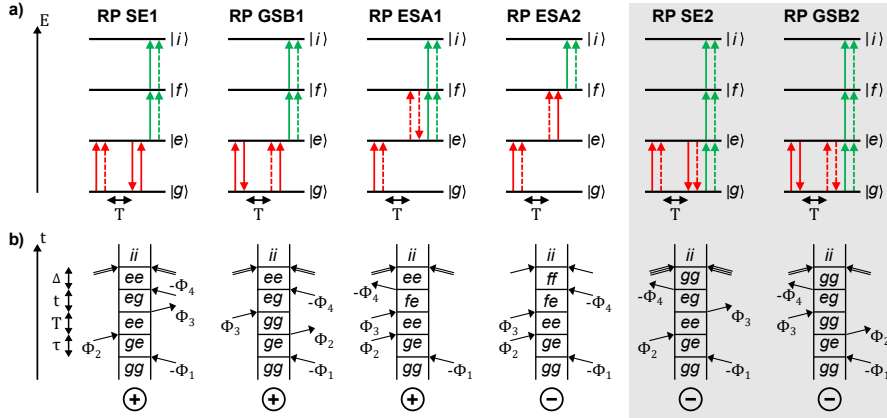 a)
E
RP SE1
RP GSB1
RP ESA1
RP ESA2
RP SE2
RP GSB2
|i⟩ |i⟩ |i⟩ |i⟩ |i⟩ |i⟩
|f⟩ |f⟩ |f⟩ |f⟩ |f⟩ |f⟩
|e⟩ |e⟩ |e⟩ |e⟩ |e⟩ |e⟩
|g⟩ |g⟩ |g⟩ |g⟩ |g⟩ |g⟩
T T T T T T
b)
t
Δ
t
T
τ
ii
ee
eg
ee
ge
gg
-Φ4
Φ3
Φ2
-Φ1
+
ii
ee
eg
gg
ge
gg
-Φ4
Φ3
Φ2
-Φ1
+
ii
ee
fe
ee
ge
gg
-Φ4
Φ3
Φ2
-Φ1
+
ii
ff
fe
ee
ge
gg
-Φ4
Φ3
Φ2
-Φ1
−
ii
gg
eg
ee
ge
gg
-Φ4
Φ3
Φ2
-Φ1
−
ii
gg
eg
gg
ge
gg
-Φ4
Φ3
Φ2
-Φ1
−